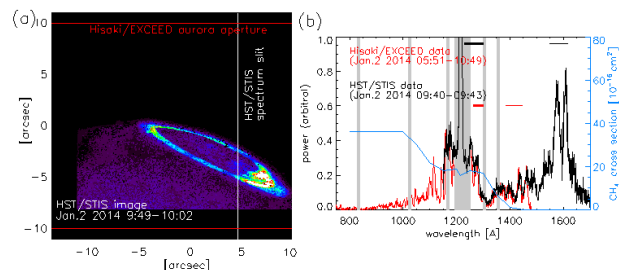 (a)
10
5
0
−5
−10
[arcsec]
Hisaki/EXCEED aurora aperture
HST/STIS
spectrum slit
HST/STIS image
Jan.2 2014 9:49−10:02
−10
−5
0
5
10
[arcsec]
(b)
1.0
0.8
0.6
0.4
0.2
0.0
power (arbitral)
Hisaki/EXCEED data
(Jan.2 2014 05:51−10:49)
HST/STIS data
(Jan.2 2014 09:40−09:43)
800
1000
1200
1400
1600
wavelength [A]
80
60
40
20
0
CH4 cross section [10−16cm2]